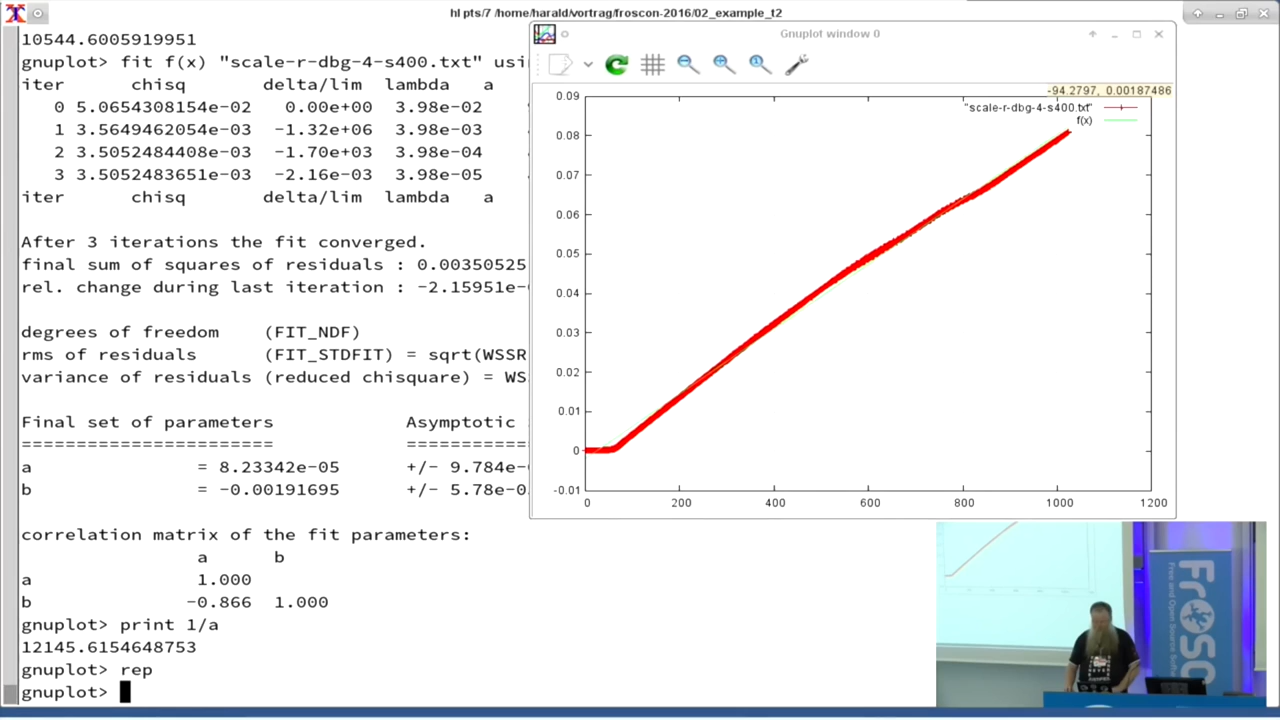 hl pts/7 /home/harald/vortrag/froscon-2016/02_example_t2
10544.6005919951
gnuplot> fit f(x) "scale-r-dbg-4-s400.txt" usi
iter chisq delta/lim lambda a
0 5.0654308154e-02 0.00e+00 3.98e-02
1 3.5649462054e-03 -1.32e+06 3.98e-03
2 3.5052484408e-03 -1.70e+03 3.98e-04
3 3.5052483651e-03 -2.16e-03 3.98e-05
iter chisq delta/lim lambda a
After 3 iterations the fit converged.
final sum of squares of residuals : 0.00350525
rel. change during last iteration : -2.15951e-
degrees of freedom (FIT_NDF)
rms of residuals (FIT_STDFIT) = sqrt(WSSR
variance of residuals (reduced chisquare) = WS
Final set of parameters Asymptotic
======================= ==========
a = 8.23342e-05 +/- 9.784e-
b = -0.00191695 +/- 5.78e-0
correlation matrix of the fit parameters:
a b
a 1.000
b -0.866 1.000
gnuplot> print 1/a
12145.6154648753
gnuplot> rep
gnuplot>
Gnuplot window 0
-94.2797, 0.00187486
"scale-r-dbg-4-s400.txt"
f(x)
0.09
0.08
0.07
0.06
0.05
0.04
0.03
0.02
0.01
0
-0.01
0 200 400 600 800 1000 1200
FrOSC
Free and Open Source Softw